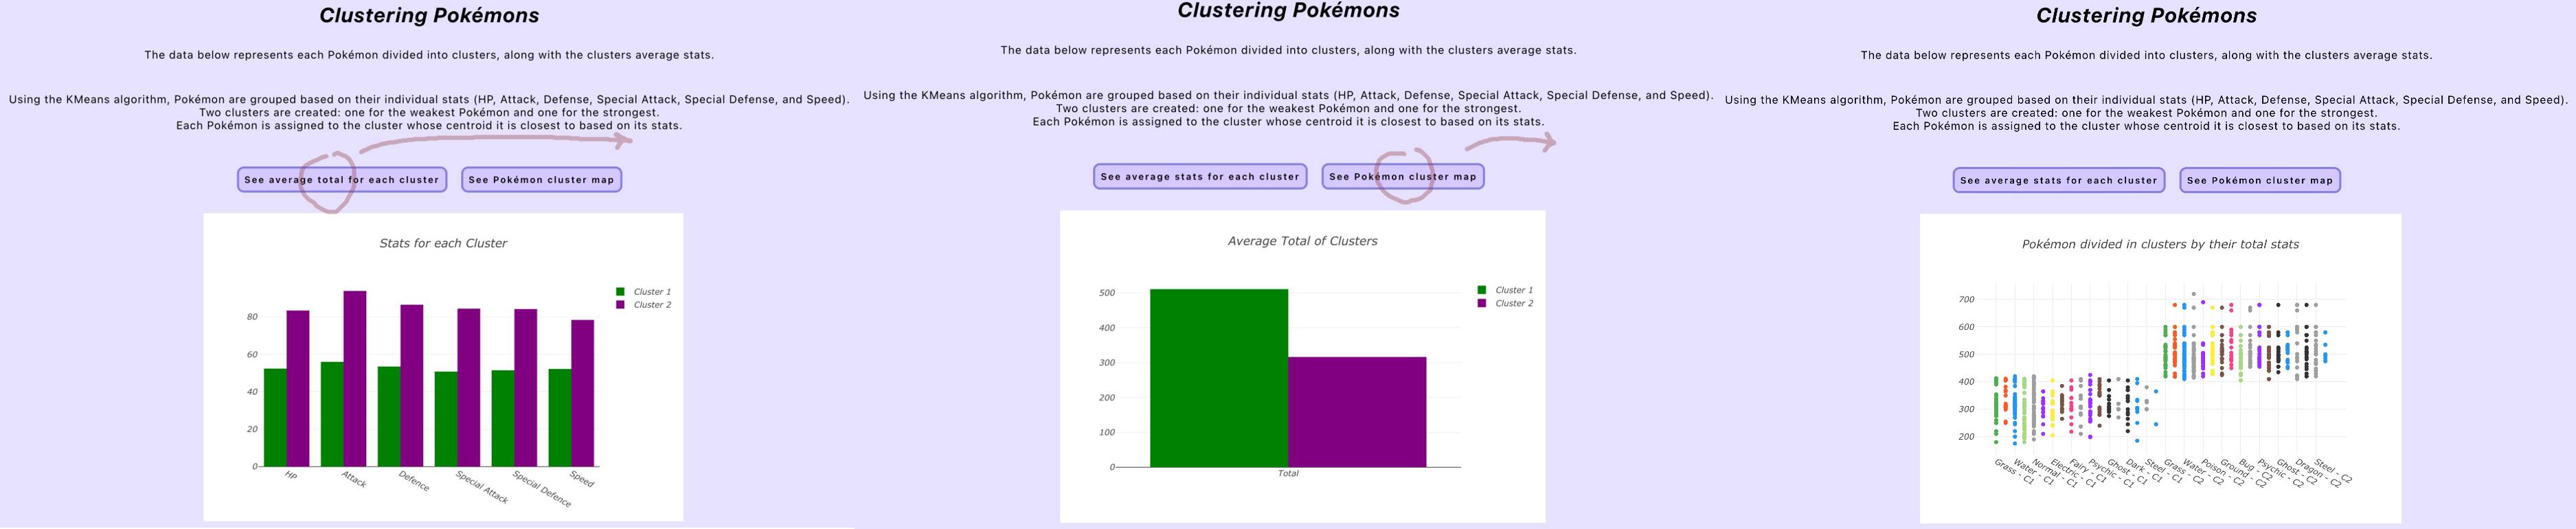 Clustering Pokémons
The data below represents each Pokémon divided into clusters, along with the clusters average stats.
Using the KMeans algorithm, Pokémon are grouped based on their individual stats (HP, Attack, Defense, Special Attack, Special Defense, and Speed).
Two clusters are created: one for the weakest Pokémon and one for the strongest.
Each Pokémon is assigned to the cluster whose centroid it is closest to based on its stats.
See average total for each cluster
See Pokémon cluster map
Stats for each Cluster
Cluster 1
Cluster 2
80
60
40
20
0
HP
Attack
Defence
Special Attack
Special Defence
Speed
Clustering Pokémons
The data below represents each Pokémon divided into clusters, along with the clusters average stats.
Using the KMeans algorithm, Pokémon are grouped based on their individual stats (HP, Attack, Defense, Special Attack, Special Defense, and Speed).
Two clusters are created: one for the weakest Pokémon and one for the strongest.
Each Pokémon is assigned to the cluster whose centroid it is closest to based on its stats.
See average stats for each cluster
See Pokémon cluster map
Average Total of Clusters
Cluster 1
Cluster 2
500
400
300
200
100
0
Total
Clustering Pokémons
The data below represents each Pokémon divided into clusters, along with the clusters average stats.
Using the KMeans algorithm, Pokémon are grouped based on their individual stats (HP, Attack, Defense, Special Attack, Special Defense, and Speed).
Two clusters are created: one for the weakest Pokémon and one for the strongest.
Each Pokémon is assigned to the cluster whose centroid it is closest to based on its stats.
See average stats for each cluster
See Pokémon cluster map
Pokémon divided in clusters by their total stats
700
600
500
400
300
200
Grass - C1
Water - C1
Normal - C1
Electric - C1
Fairy - C1
Psychic - C1
Ghost - C1
Dark - C1
Steel - C1
Grass - C2
Water - C2
Poison - C2
Ground - C2
Bug - C2
Psychic - C2
Ghost - C2
Dragon - C2
Steel - C2